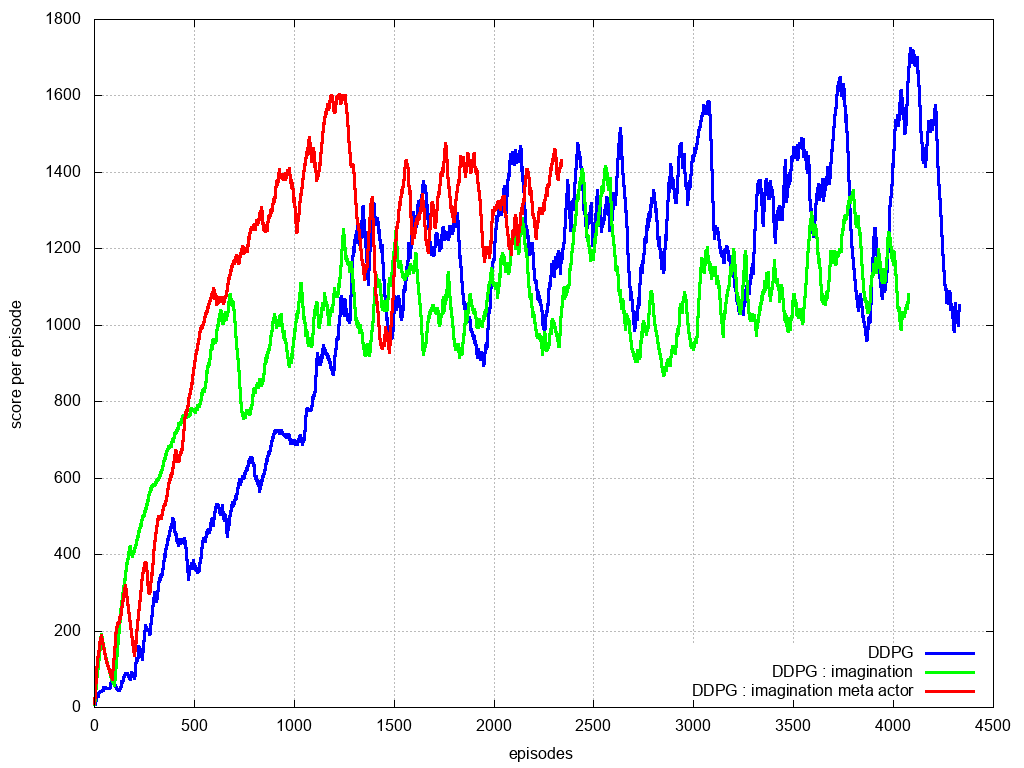 1800
1600
1400
1200
1000
800
600
400
200
0
score per episode
0 500 1000 1500 2000 2500 3000 3500 4000 4500
episodes
DDPG
DDPG : imagination
DDPG : imagination meta actor